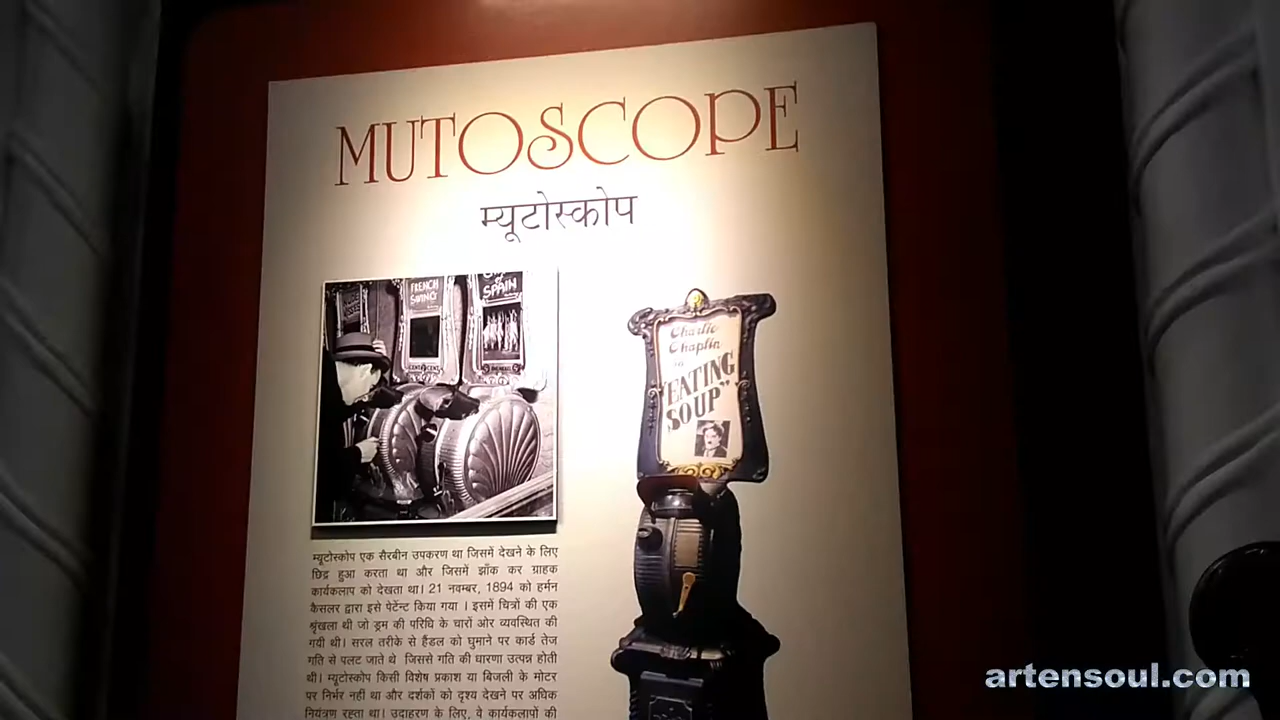 MUTOSCOPE
म्यूटोस्कोप
FRENCH
SPAIN
Charlie
Chaplin
in
"EATING
SOUP"
म्यूटोस्कोप एक सैरबीन उपकरण था जिसमें देखने के लिए
छिद्र हुआ करता था और जिसमें झाँक कर ग्राहक
कार्यकलाप को देखता था। 21 नवम्बर, 1894 को हर्मन
कैसलर द्वारा इसे पेटेंन्ट किया गया । इसमें चित्रों की एक
श्रृंखला थी जो ड्रम की परिधि के चारों ओर व्यवस्थित की
गयी थी। सरल तरीके से हैंडल को घुमाने पर कार्ड तेज
गति से पलट जाते थे जिससे गति की धारणा उत्पन्न होती
थी। म्यूटोस्कोप किसी विशेष प्रकाश या बिजली के मोटर
पर निर्भर नहीं था और दर्शकों को दृश्य देखने पर अधिक
नियंत्रण रहता था। उदाहरण के लिए, वे कार्यकलापों की
artensoul.com